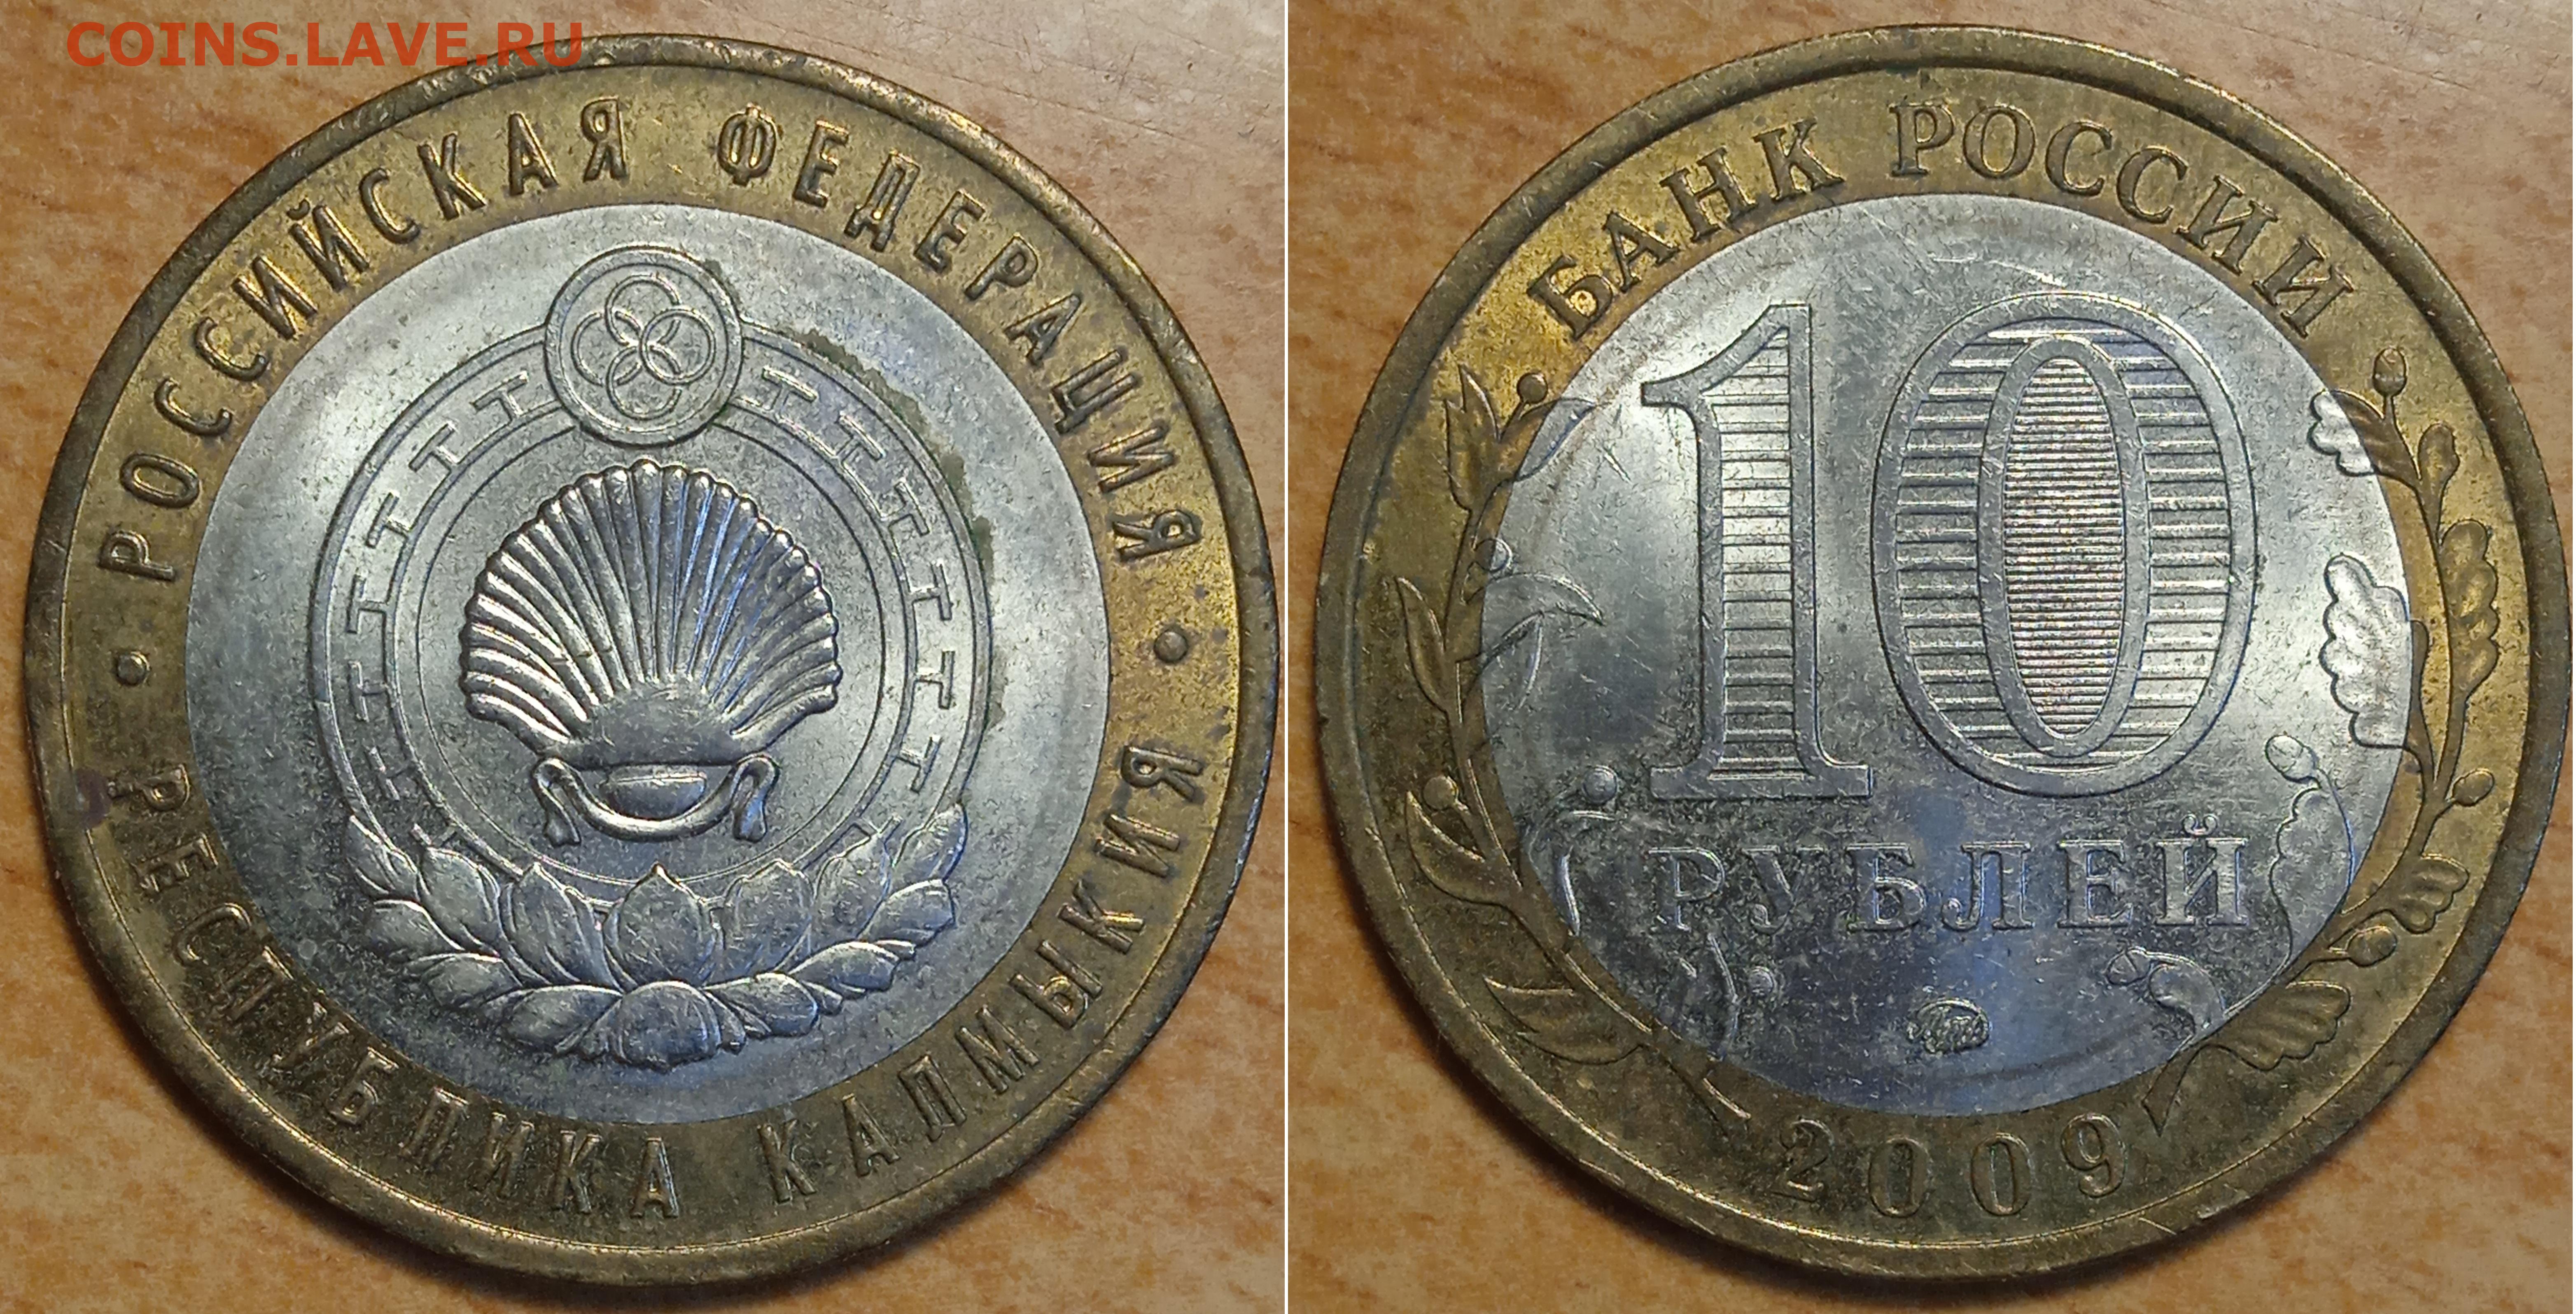 COINS.LAVE.RU
• РОССИЙСКАЯ ФЕДЕРАЦИЯ •
РЕСПУБЛИКА КАЛМЫКИЯ
БАНК РОССИИ
10
РУБЛЕЙ
2009